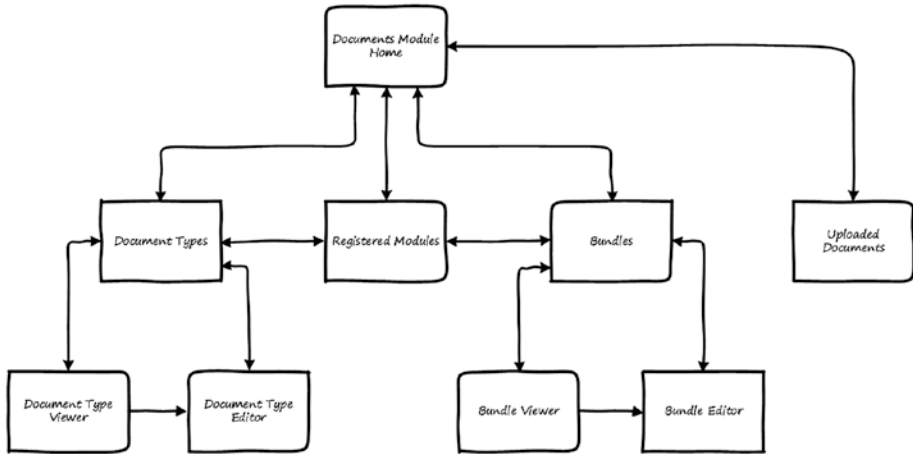 Documents Module
Home
Document Types
Registered Modules
Bundles
Uploaded
Documents
Document Type
Viewer
Document Type
Editor
Bundle Viewer
Bundle Editor